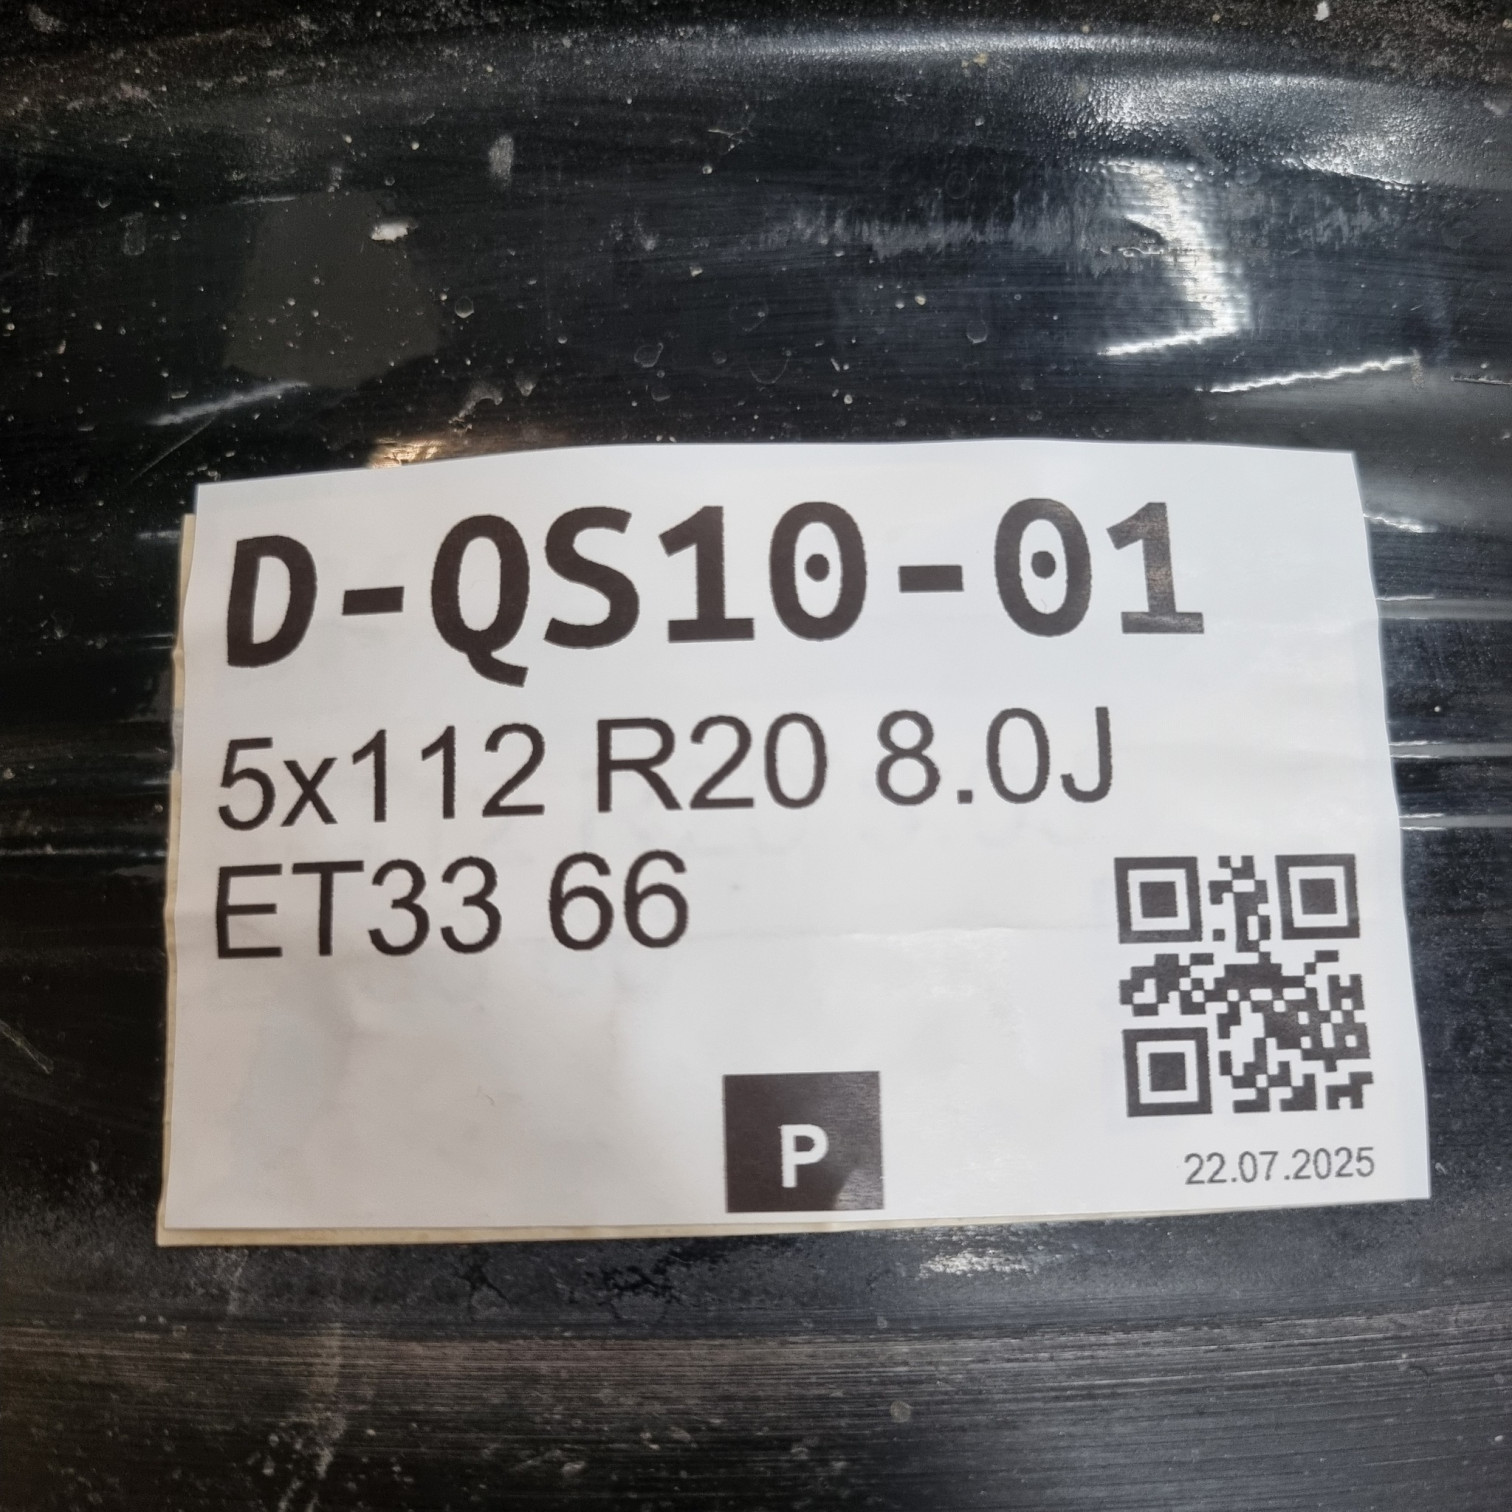 D-QS10-01
5x112 R20 8.0J
ET33 66
P
22.07.2025